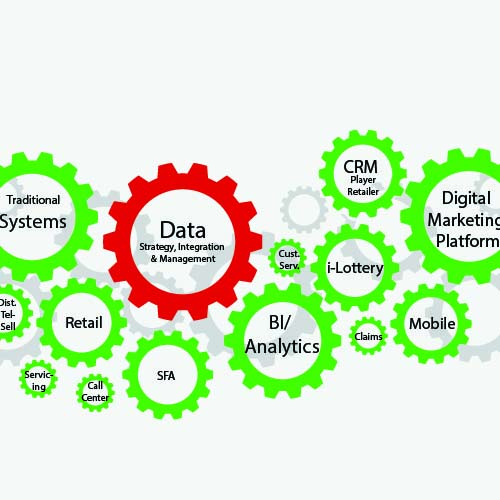 Traditional
Systems
Data
Strategy, Integration
& Management
CRM
Player
Retailer
Digital
Marketing
Platform
Cust.
Serv.
i-Lottery
Dist.
Tel-
Sell
Retail
BI/
Analytics
Claims
Mobile
Servic-
ing
Call
Center
SFA